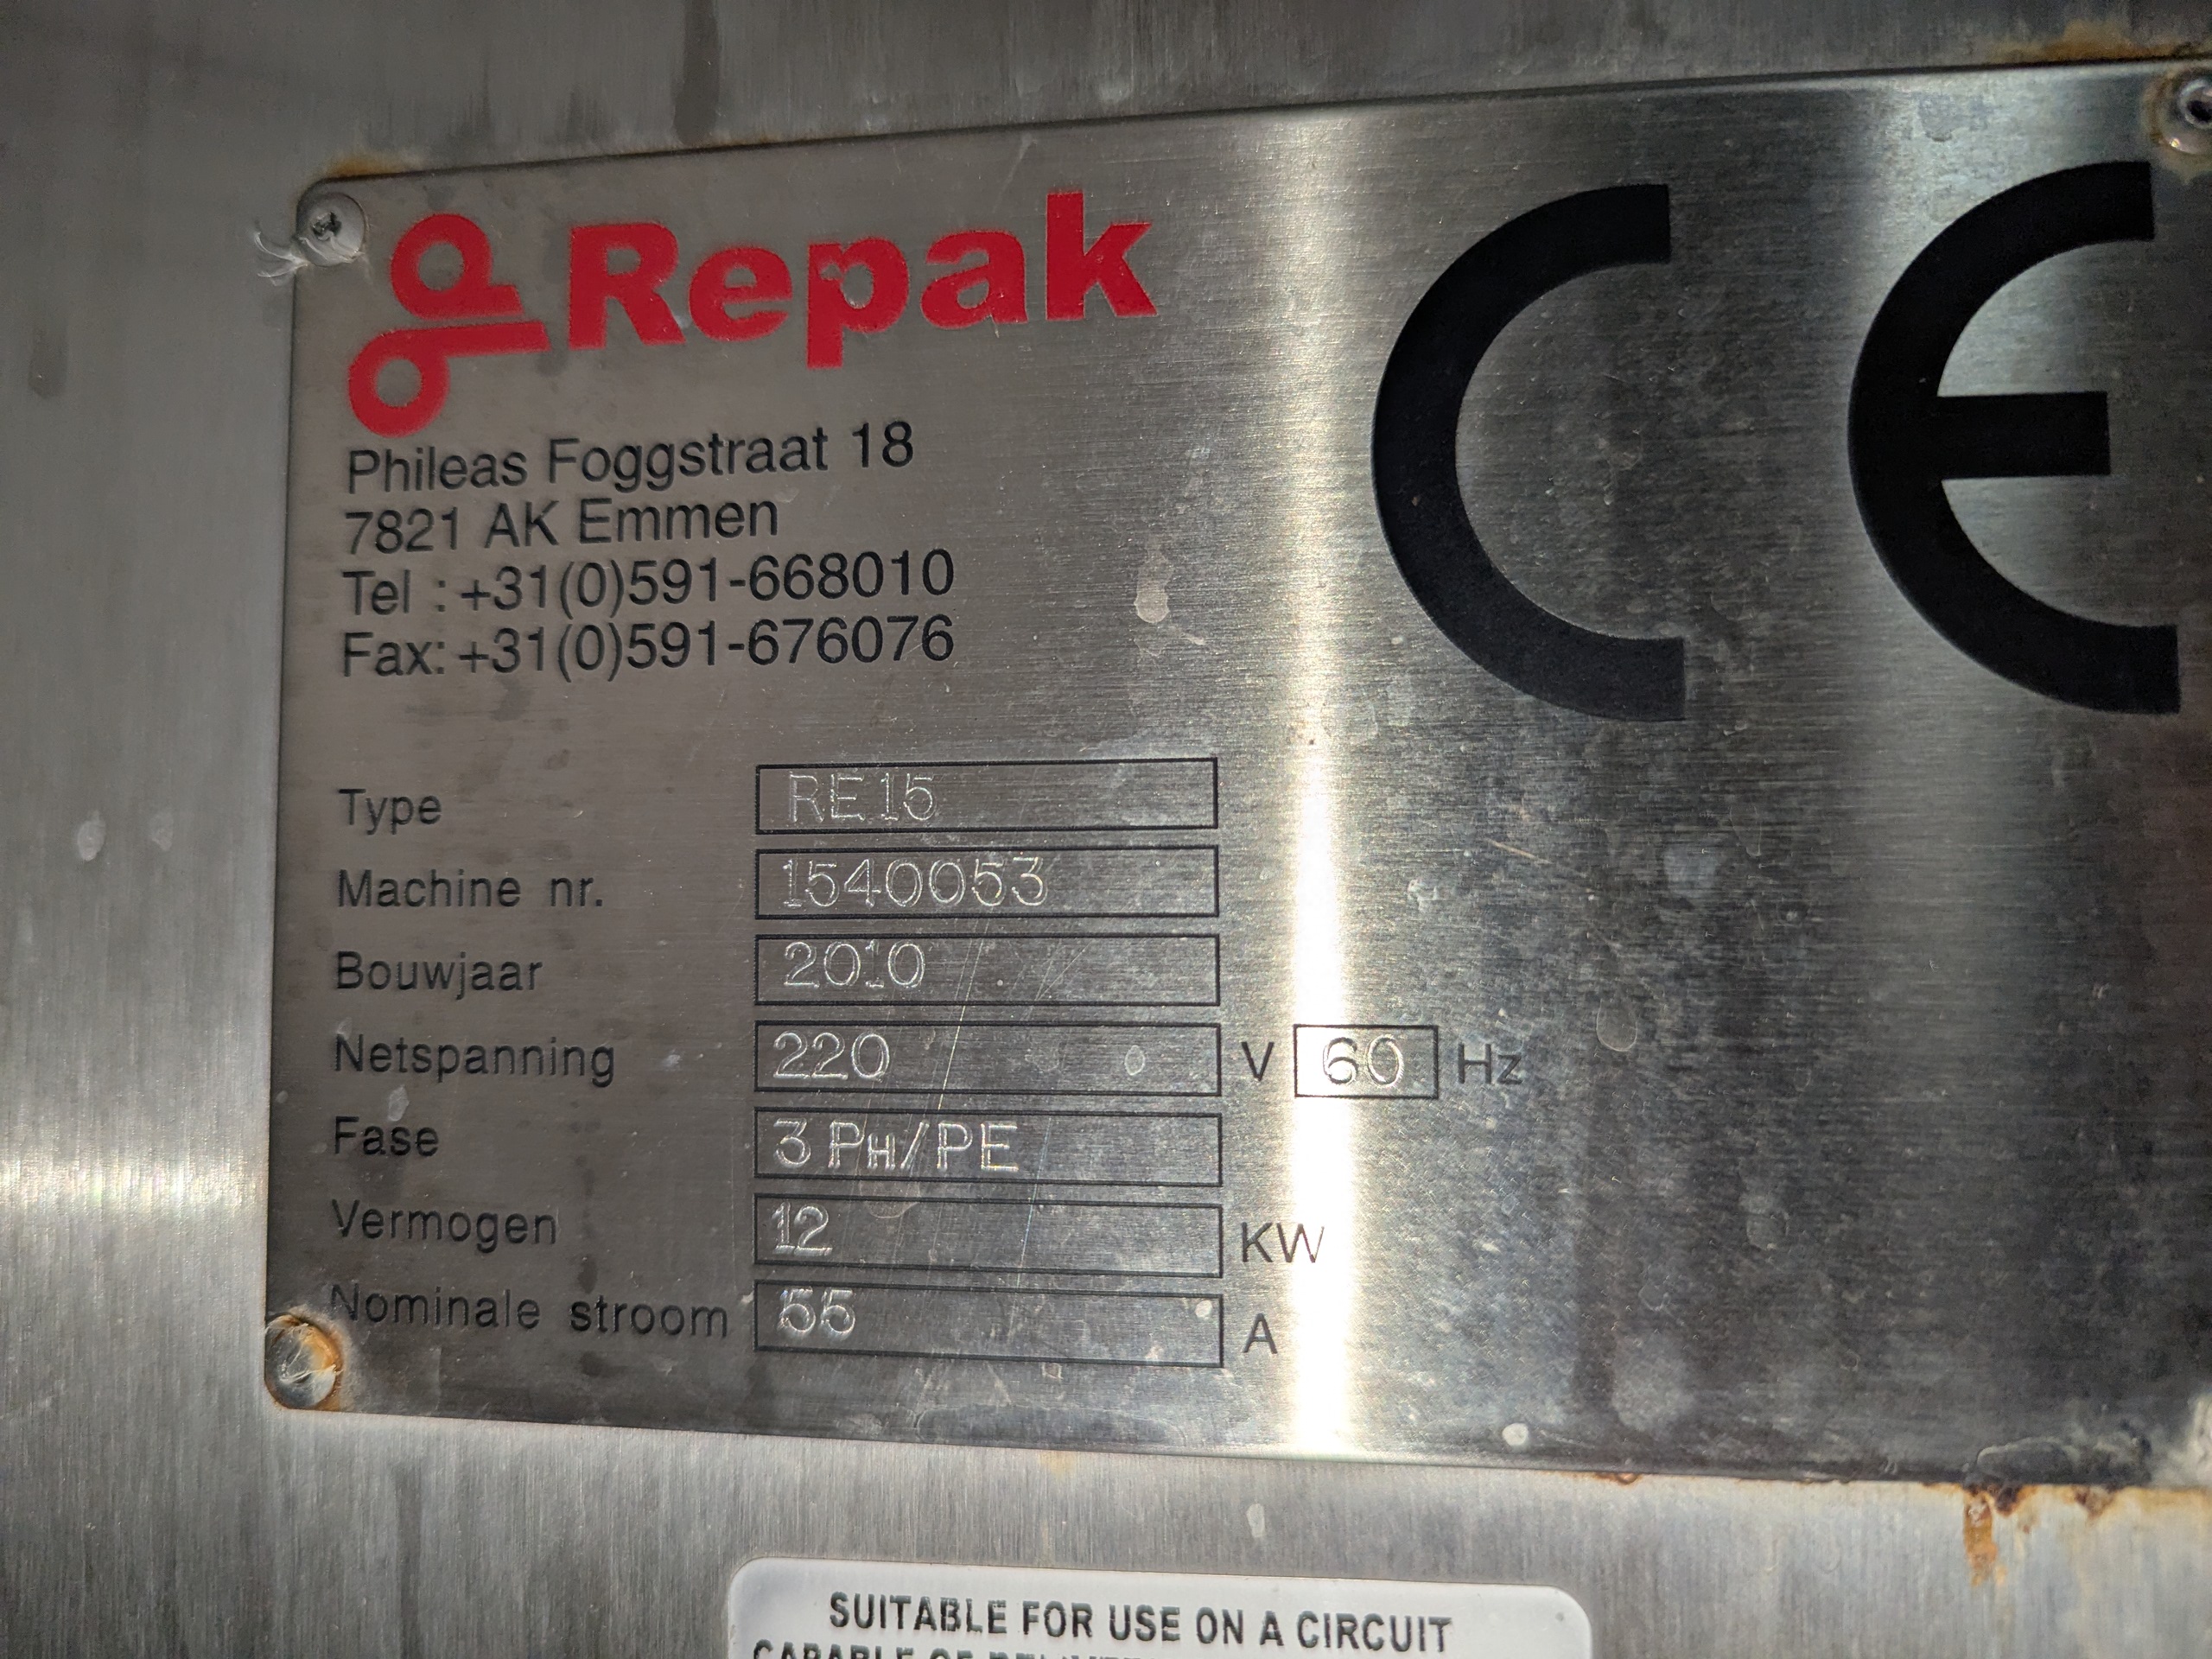 Repak
CE
Phileas Foggstraat 18
7821 AK Emmen
Tel : +31(0)591-668010
Fax: +31(0)591-676076
Type RE15
Machine nr. 1540053
Bouwjaar 2010
Netspanning 220 V 60 Hz
Fase 3 PH/PE
Vermogen 12 KW
Nominale stroom 55 A
SUITABLE FOR USE ON A CIRCUIT
CAPABLE OF